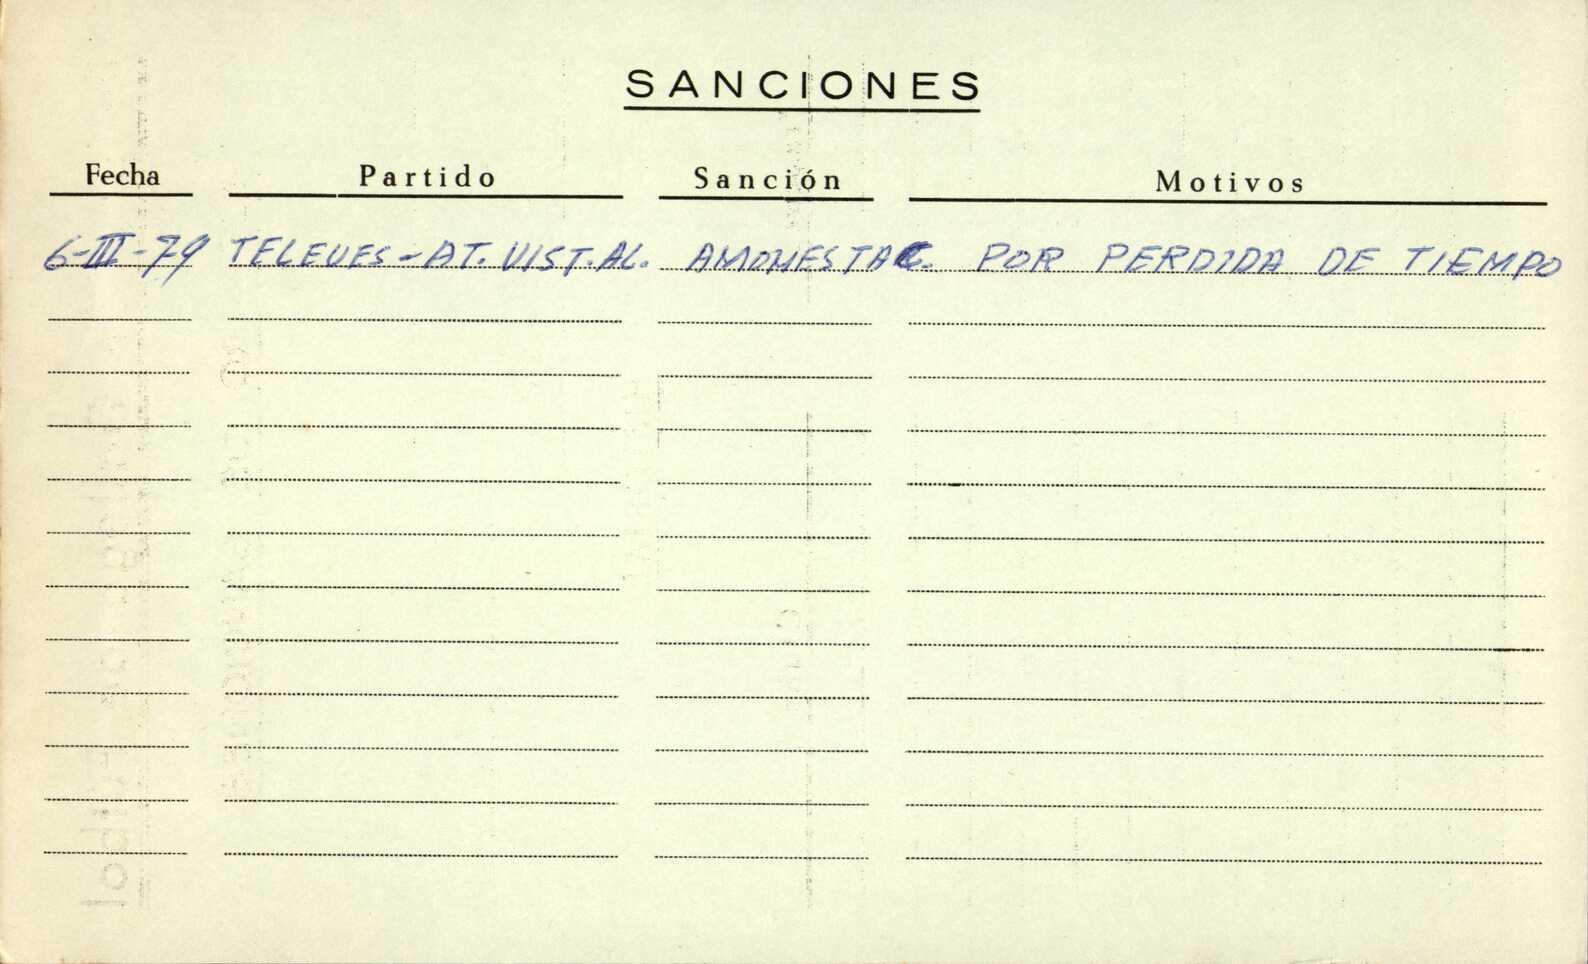 SANCIONES
Fecha Partido Sanción Motivos
6-III-79 TELEVES-AT. VIST.AL. AMONESTAC. POR PERDIDA DE TIEMPO